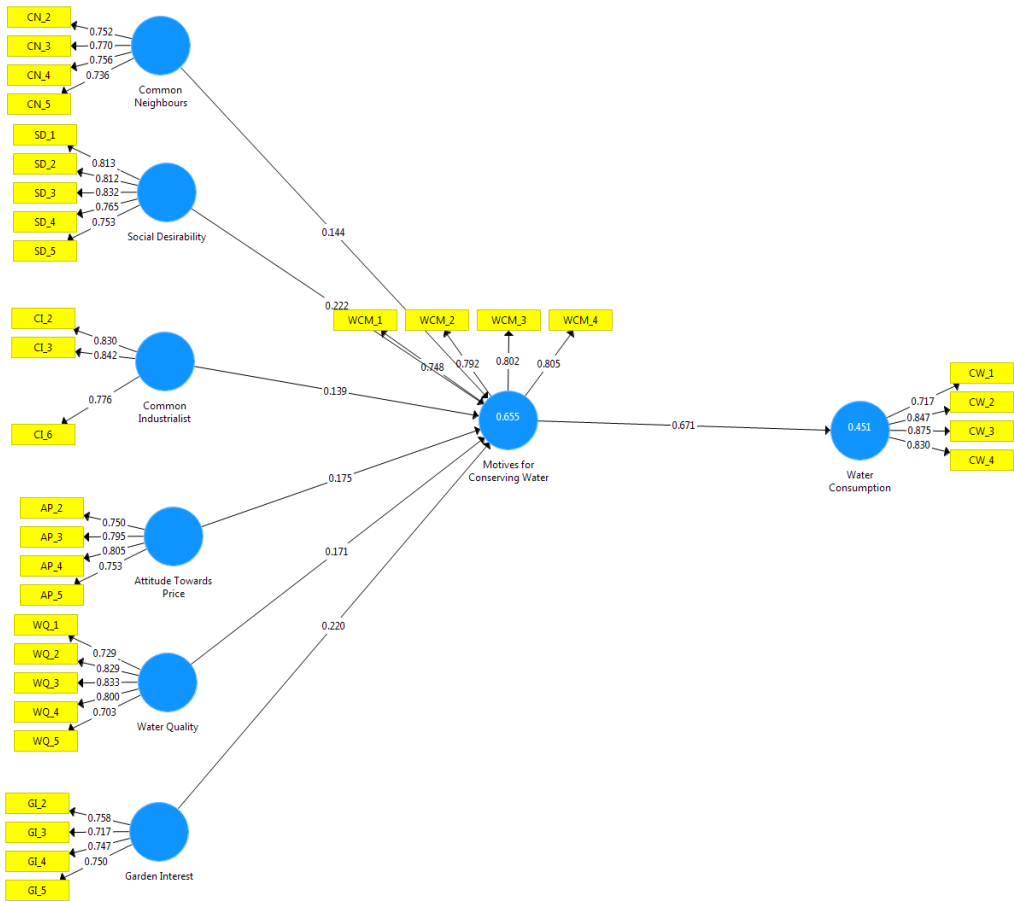 CN_2
0.752
CN_3
0.770
CN_4
0.756
CN_5
0.736
Common
Neighbours
SD_1
0.813
SD_2
0.812
SD_3
0.832
SD_4
0.765
SD_5
0.753
Social Desirability
0.144
0.222
CI_2
0.830
CI_3
0.842
CI_6
0.776
Common
Industrialist
0.139
WCM_1
WCM_2
WCM_3
WCM_4
0.748
0.792
0.802
0.805
0.655
Motives for
Conserving Water
0.671
0.451
Water
Consumption
CW_1
0.717
CW_2
0.847
CW_3
0.875
CW_4
0.830
AP_2
0.750
AP_3
0.795
AP_4
0.805
AP_5
0.753
Attitude Towards
Price
0.175
WQ_1
0.729
WQ_2
0.829
WQ_3
0.833
WQ_4
0.800
WQ_5
0.703
Water Quality
0.171
0.220
GI_2
0.758
GI_3
0.717
GI_4
0.747
GI_5
0.750
Garden Interest